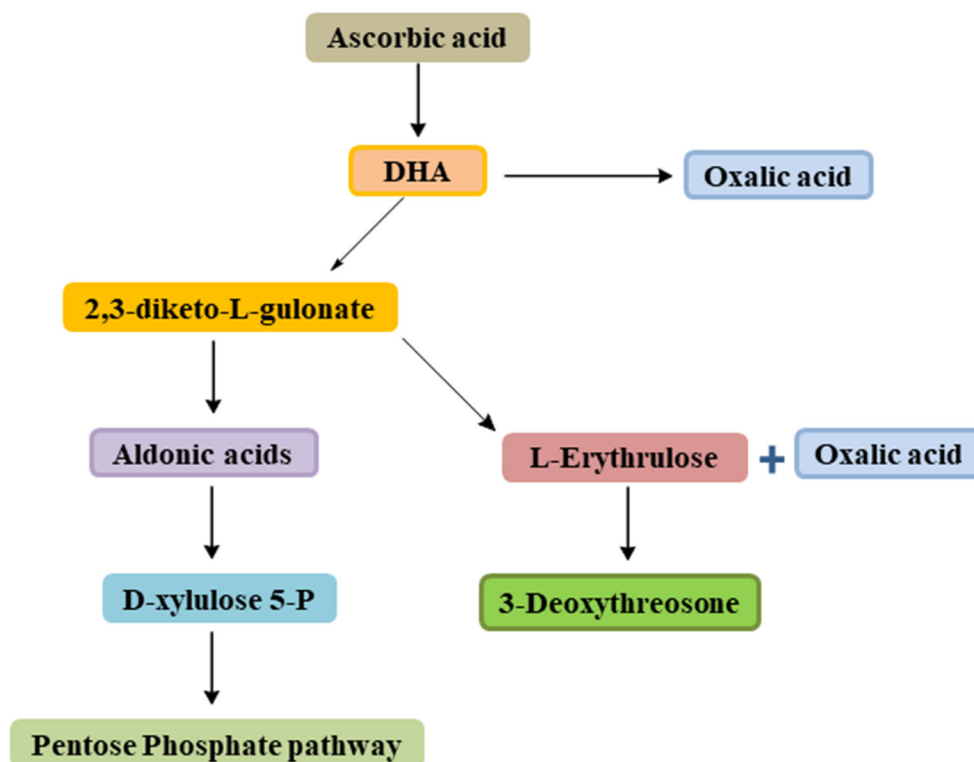 Ascorbic acid
DHA
Oxalic acid
2,3-diketo-L-gulonate
Aldonic acids
L-Erythrulose + Oxalic acid
D-xylulose 5-P
3-Deoxythreosone
Pentose Phosphate pathway